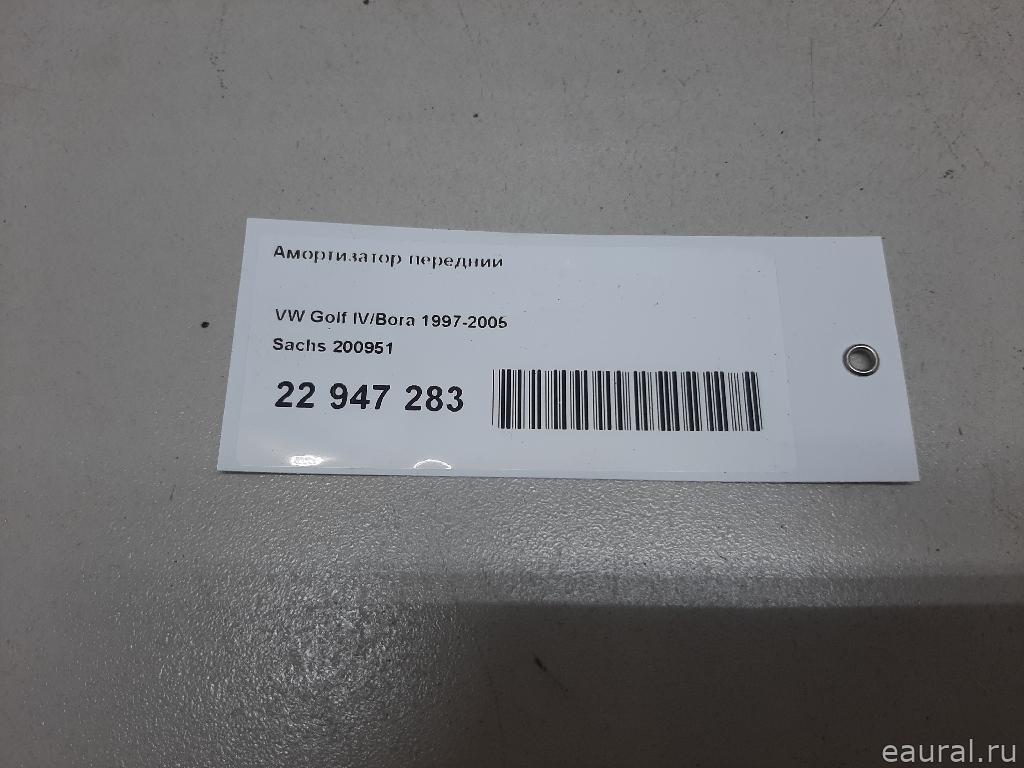 Амортизатор передний
VW Golf IV/Bora 1997-2005
Sachs 200951
22 947 283
eaural.ru